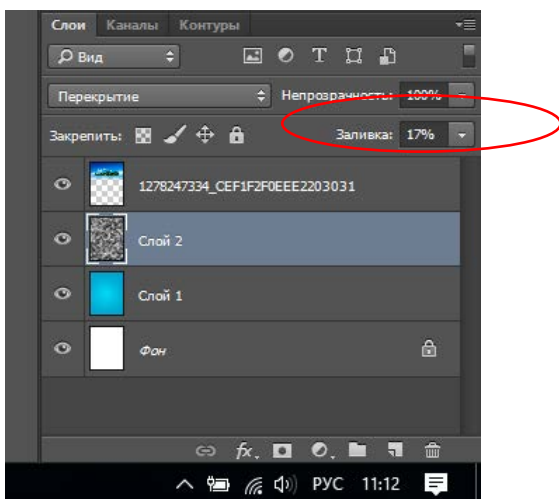 Слои Каналы Контуры
Вид
Перекрытие Непрозрачность: 100%
Закрепить: Заливка: 17%
1278247334_CEF1F2F0EEE2203031
Слой 2
Слой 1
Фон
fx.
РУС 11:12